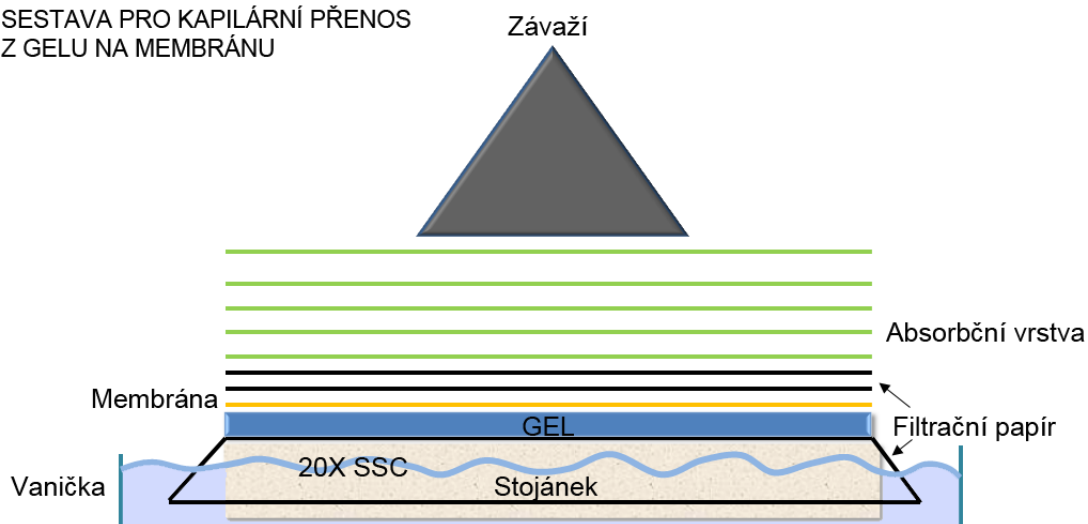 SESTAVA PRO KAPILÁRNÍ PŘENOS
Z GELU NA MEMBRÁNU
Závaží
Absorbční vrstva
Membrána
GEL
Filtrační papír
20X SSC
Vanička
Stojánek